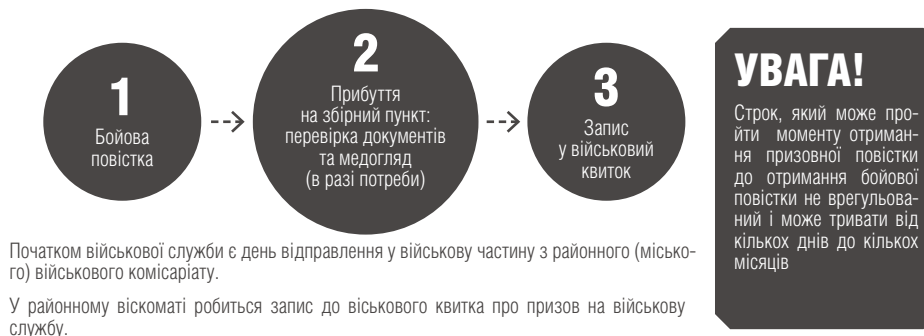 1
Бойова
повістка
2
Прибуття
на збірний пункт:
перевірка документів
та медогляд
(в разі потреби)
3
Запис
у військовий
квиток
УВАГА!
Строк, який може про-
йти моменту отриман-
ня призовної повістки
до отримання бойової
повістки не врегульова-
ний і може тривати від
кількох днів до кількох
місяців
Початком військової служби є день відправлення у військову частину з районного (місько-
го) військового комісаріату.
У районному віскоматі робиться запис до віськового квитка про призов на військову
службу.